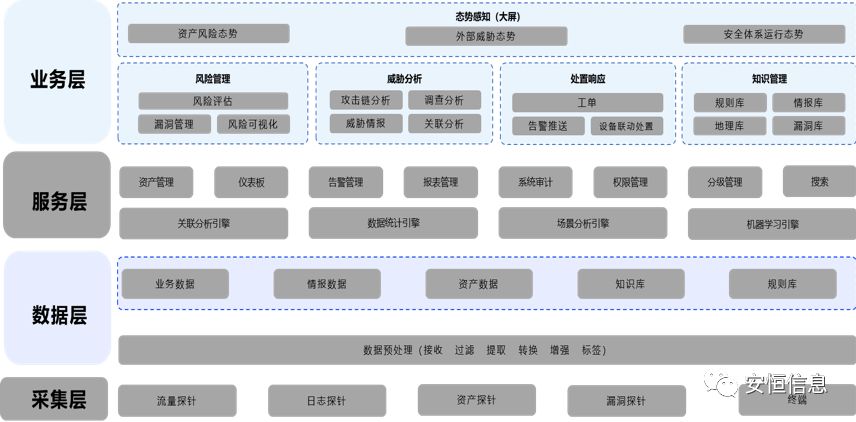 态势感知（大屏）
资产风险态势 外部威胁态势 安全体系运行态势
业务层
风险管理 威胁分析 处置响应 知识管理
风险评估 攻击链分析 调查分析 工单 规则库 情报库
漏洞管理 风险可视化 威胁情报 关联分析 告警推送 设备联动处置 地理库 漏洞库
服务层
资产管理 仪表板 告警管理 报表管理 系统审计 权限管理 分级管理 搜索
关联分析引擎 数据统计引擎 场景分析引擎 机器学习引擎
数据层
业务数据 情报数据 资产数据 知识库 规则库
数据预处理（接收 过滤 提取 转换 增强 标签）
采集层
流量探针 日志探针 资产探针 漏洞探针 终端
安恒信息